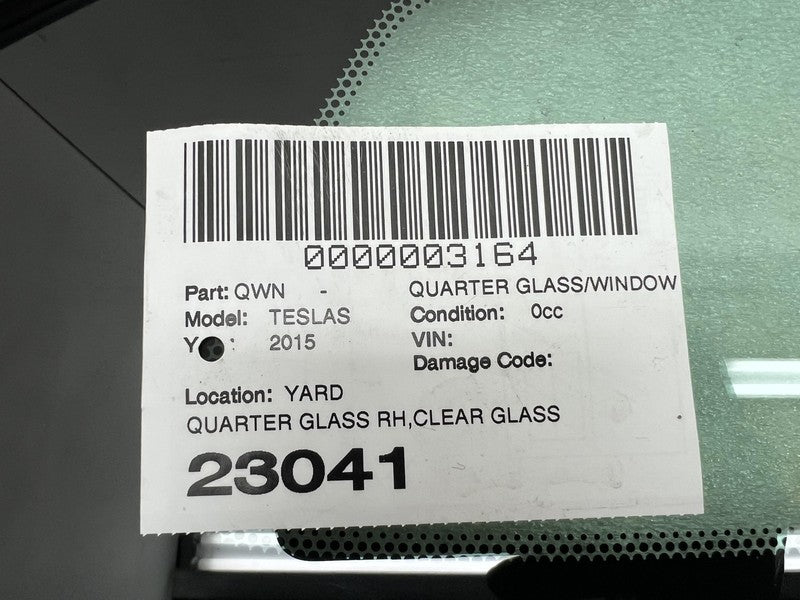 0000003164
Part: QWN - QUARTER GLASS/WINDOW
Model: TESLAS Condition: 0cc
Y : 2015 VIN:
Damage Code:
Location: YARD
QUARTER GLASS RH,CLEAR GLASS
23041